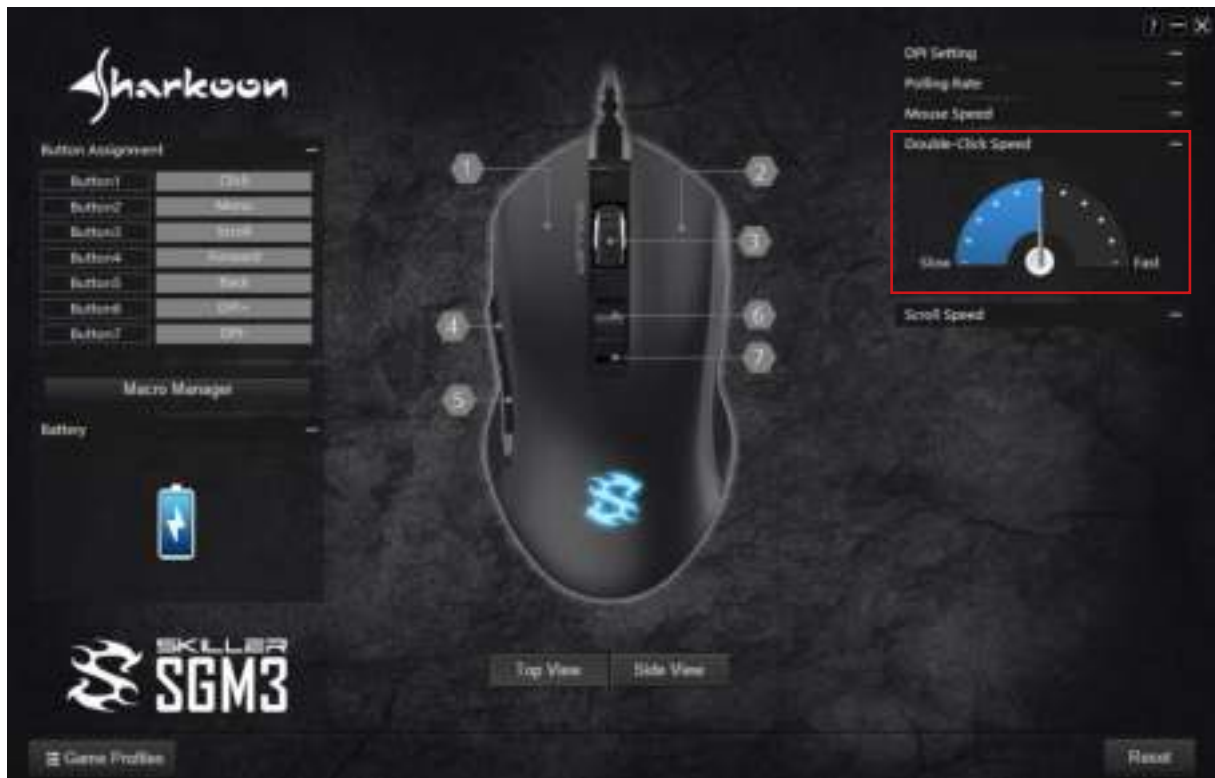 Sharkoon
Button Assignment
Button1 Click
Button2 Menu
Button3 Scroll
Button4 Forward
Button5 Back
Button6 DPI+
Button7 DPI-
Macro Manager
Battery
SKILLER
SGM3
Game Profiles
1
2
3
4
5
6
7
Top View
Side View
?
DPI Setting
Polling Rate
Mouse Speed
Double-Click Speed
Slow
Fast
Scroll Speed
Reset